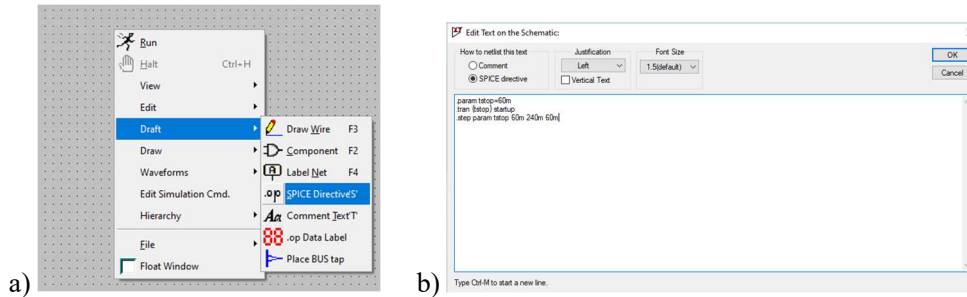 Run
Halt Ctrl+H
View
Edit
Draft
Draw
Waveforms
Edit Simulation Cmd.
Hierarchy
File
Float Window
Draw Wire F3
Component F2
A Label Net F4
.op SPICE Directive'S'
Aa Comment Text'T'
88 .op Data Label
Place BUS tap
a)
Edit Text on the Schematic:
How to netlist this text
Comment
SPICE directive
Justification
Left
Vertical Text
Font Size
1.5(default)
OK
Cancel
.param tstop=60m
.tran {tstop} startup
.step param tstop 60m 240m 60m
Type Ctrl-M to start a new line.
b)